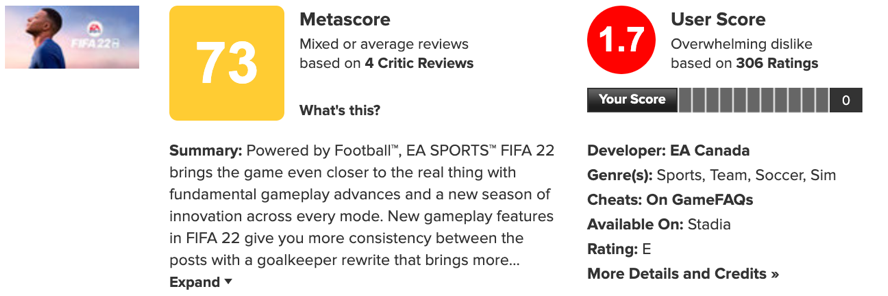 EA SPORTS
FIFA 22
73
Metascore
Mixed or average reviews
based on 4 Critic Reviews
What's this?
1.7
User Score
Overwhelming dislike
based on 306 Ratings
Your Score
0
Summary: Powered by Football™, EA SPORTS™ FIFA 22
brings the game even closer to the real thing with
fundamental gameplay advances and a new season of
innovation across every mode. New gameplay features
in FIFA 22 give you more consistency between the
posts with a goalkeeper rewrite that brings more...
Expand
Developer: EA Canada
Genre(s): Sports, Team, Soccer, Sim
Cheats: On GameFAQs
Available On: Stadia
Rating: E
More Details and Credits »